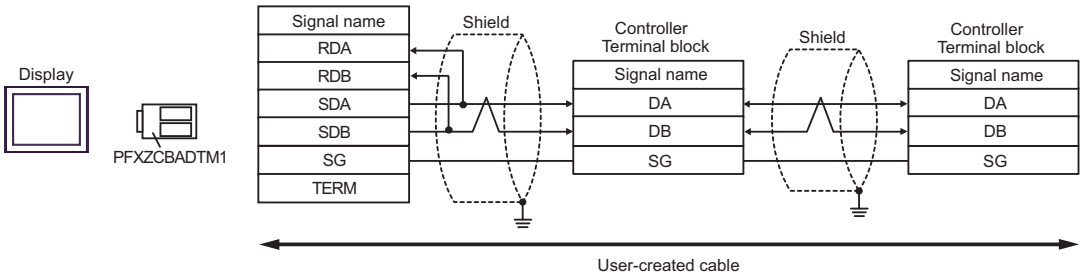 Display
PFXZCBADTM1
Signal name
RDA
RDB
SDA
SDB
SG
TERM
Shield
Controller
Terminal block
Signal name
DA
DB
SG
Shield
Controller
Terminal block
Signal name
DA
DB
SG
User-created cable